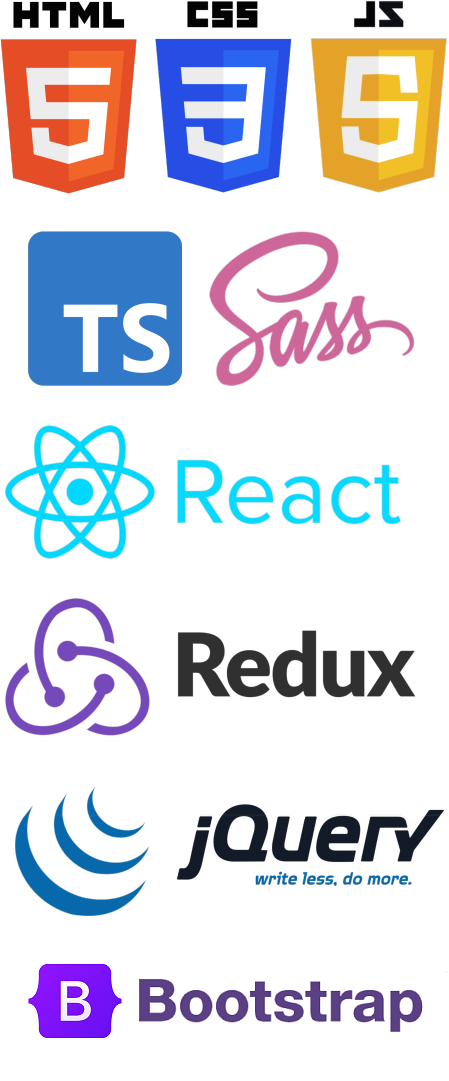 HTML CSS JS
5 3 5
TS Sass
React
Redux
jQuery
write less, do more.
B Bootstrap